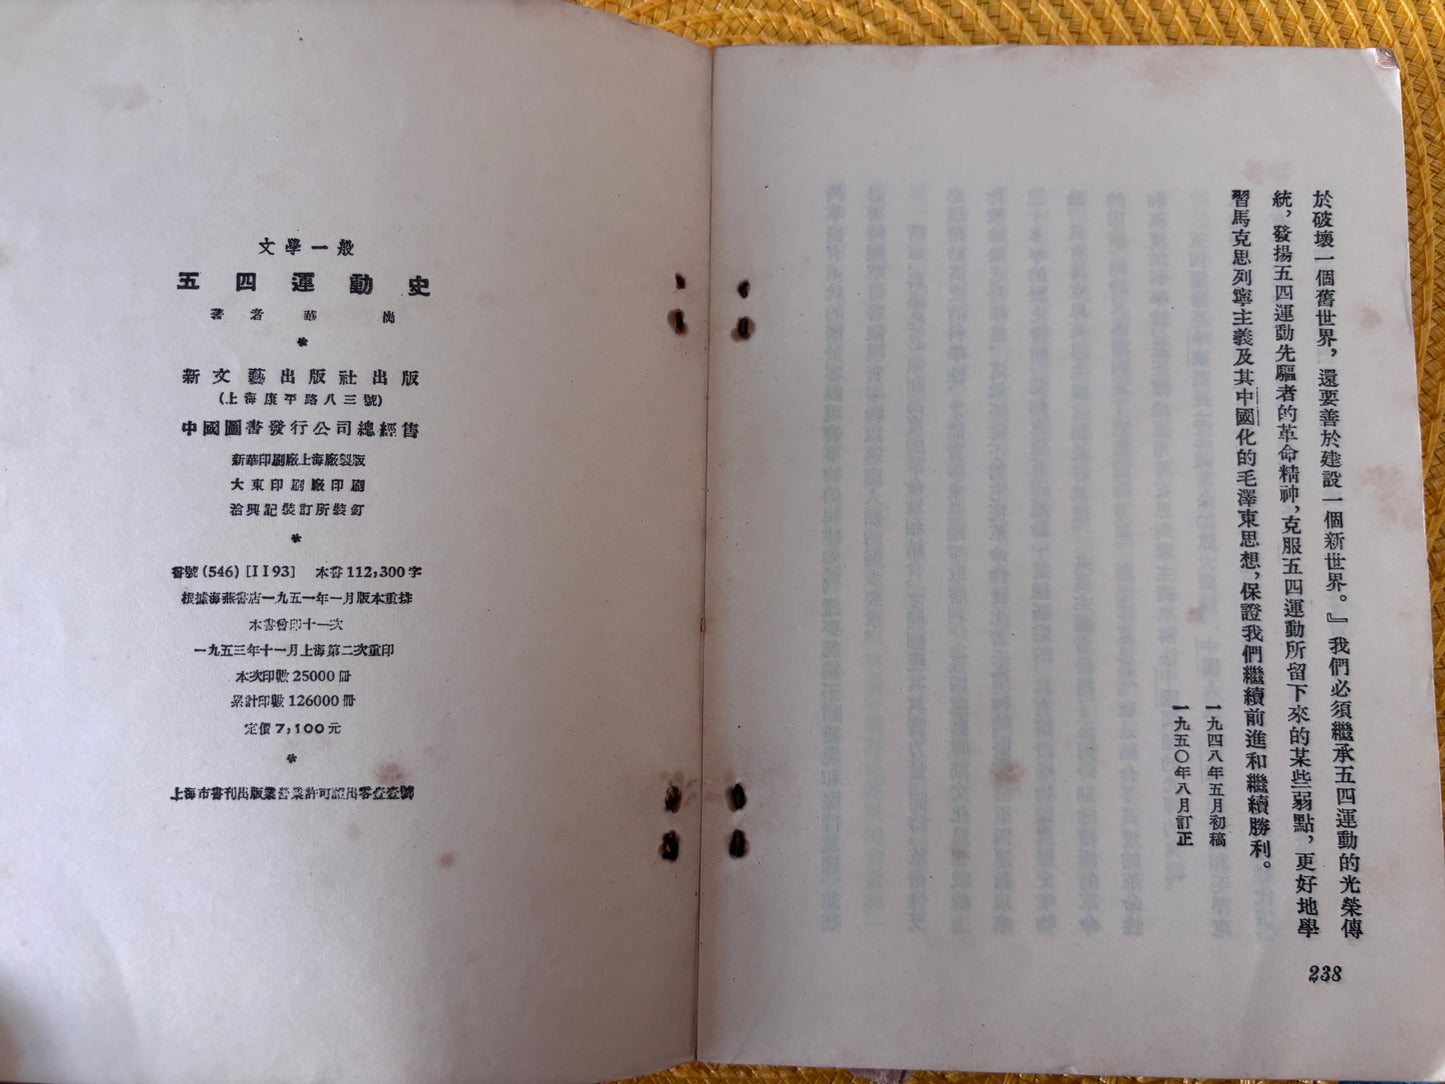 文學一般
五四運動史
著者 華崗
新文藝出版社出版
(上海康平路八三號)
中國圖書發行公司總經售
新華印刷廠上海廠製版
大東印刷廠印刷
洽興記裝訂所裝釘
書號(546)[II93] 本書112,300字
根據海燕書店一九五一年一月版本重排
本書曾印十一次
一九五三年十一月上海第二次重印
本次印數25000冊
累計印數126000冊
定價7,100元
上海市書刊出版業營業許可證出零壹壹號
於破壞一個舊世界，還要善於建設一個新世界。』我們必須繼承五四運動的光榮傳
統，發揚五四運動先驅者的革命精神，克服五四運動所留下來的某些弱點，更好地學
習馬克思列寧主義及其中國化的毛澤東思想，保證我們繼續前進和繼續勝利。
一九四八年五月初稿
一九五〇年八月訂正
238